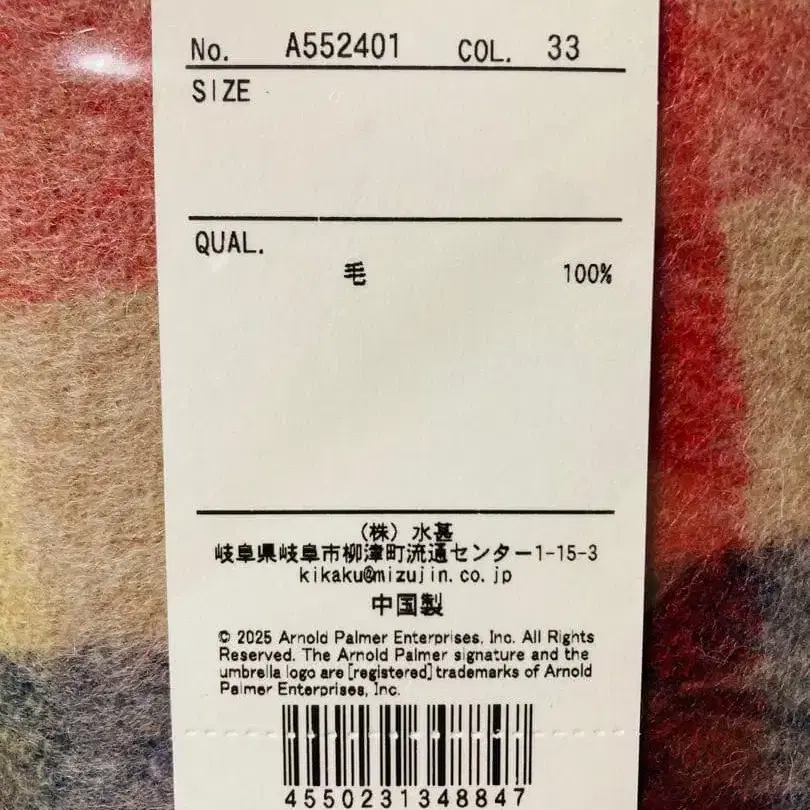 No. A552401 COL. 33
SIZE
QUAL.
毛 100%
(株) 水甚
岐阜県岐阜市柳津町流通センター1-15-3
kikaku@mizujin.co.jp
中国製
© 2025 Arnold Palmer Enterprises, Inc. All Rights
Reserved. The Arnold Palmer signature and the
umbrella logo are [registered] trademarks of Arnold
Palmer Enterprises, Inc.
4550231348847